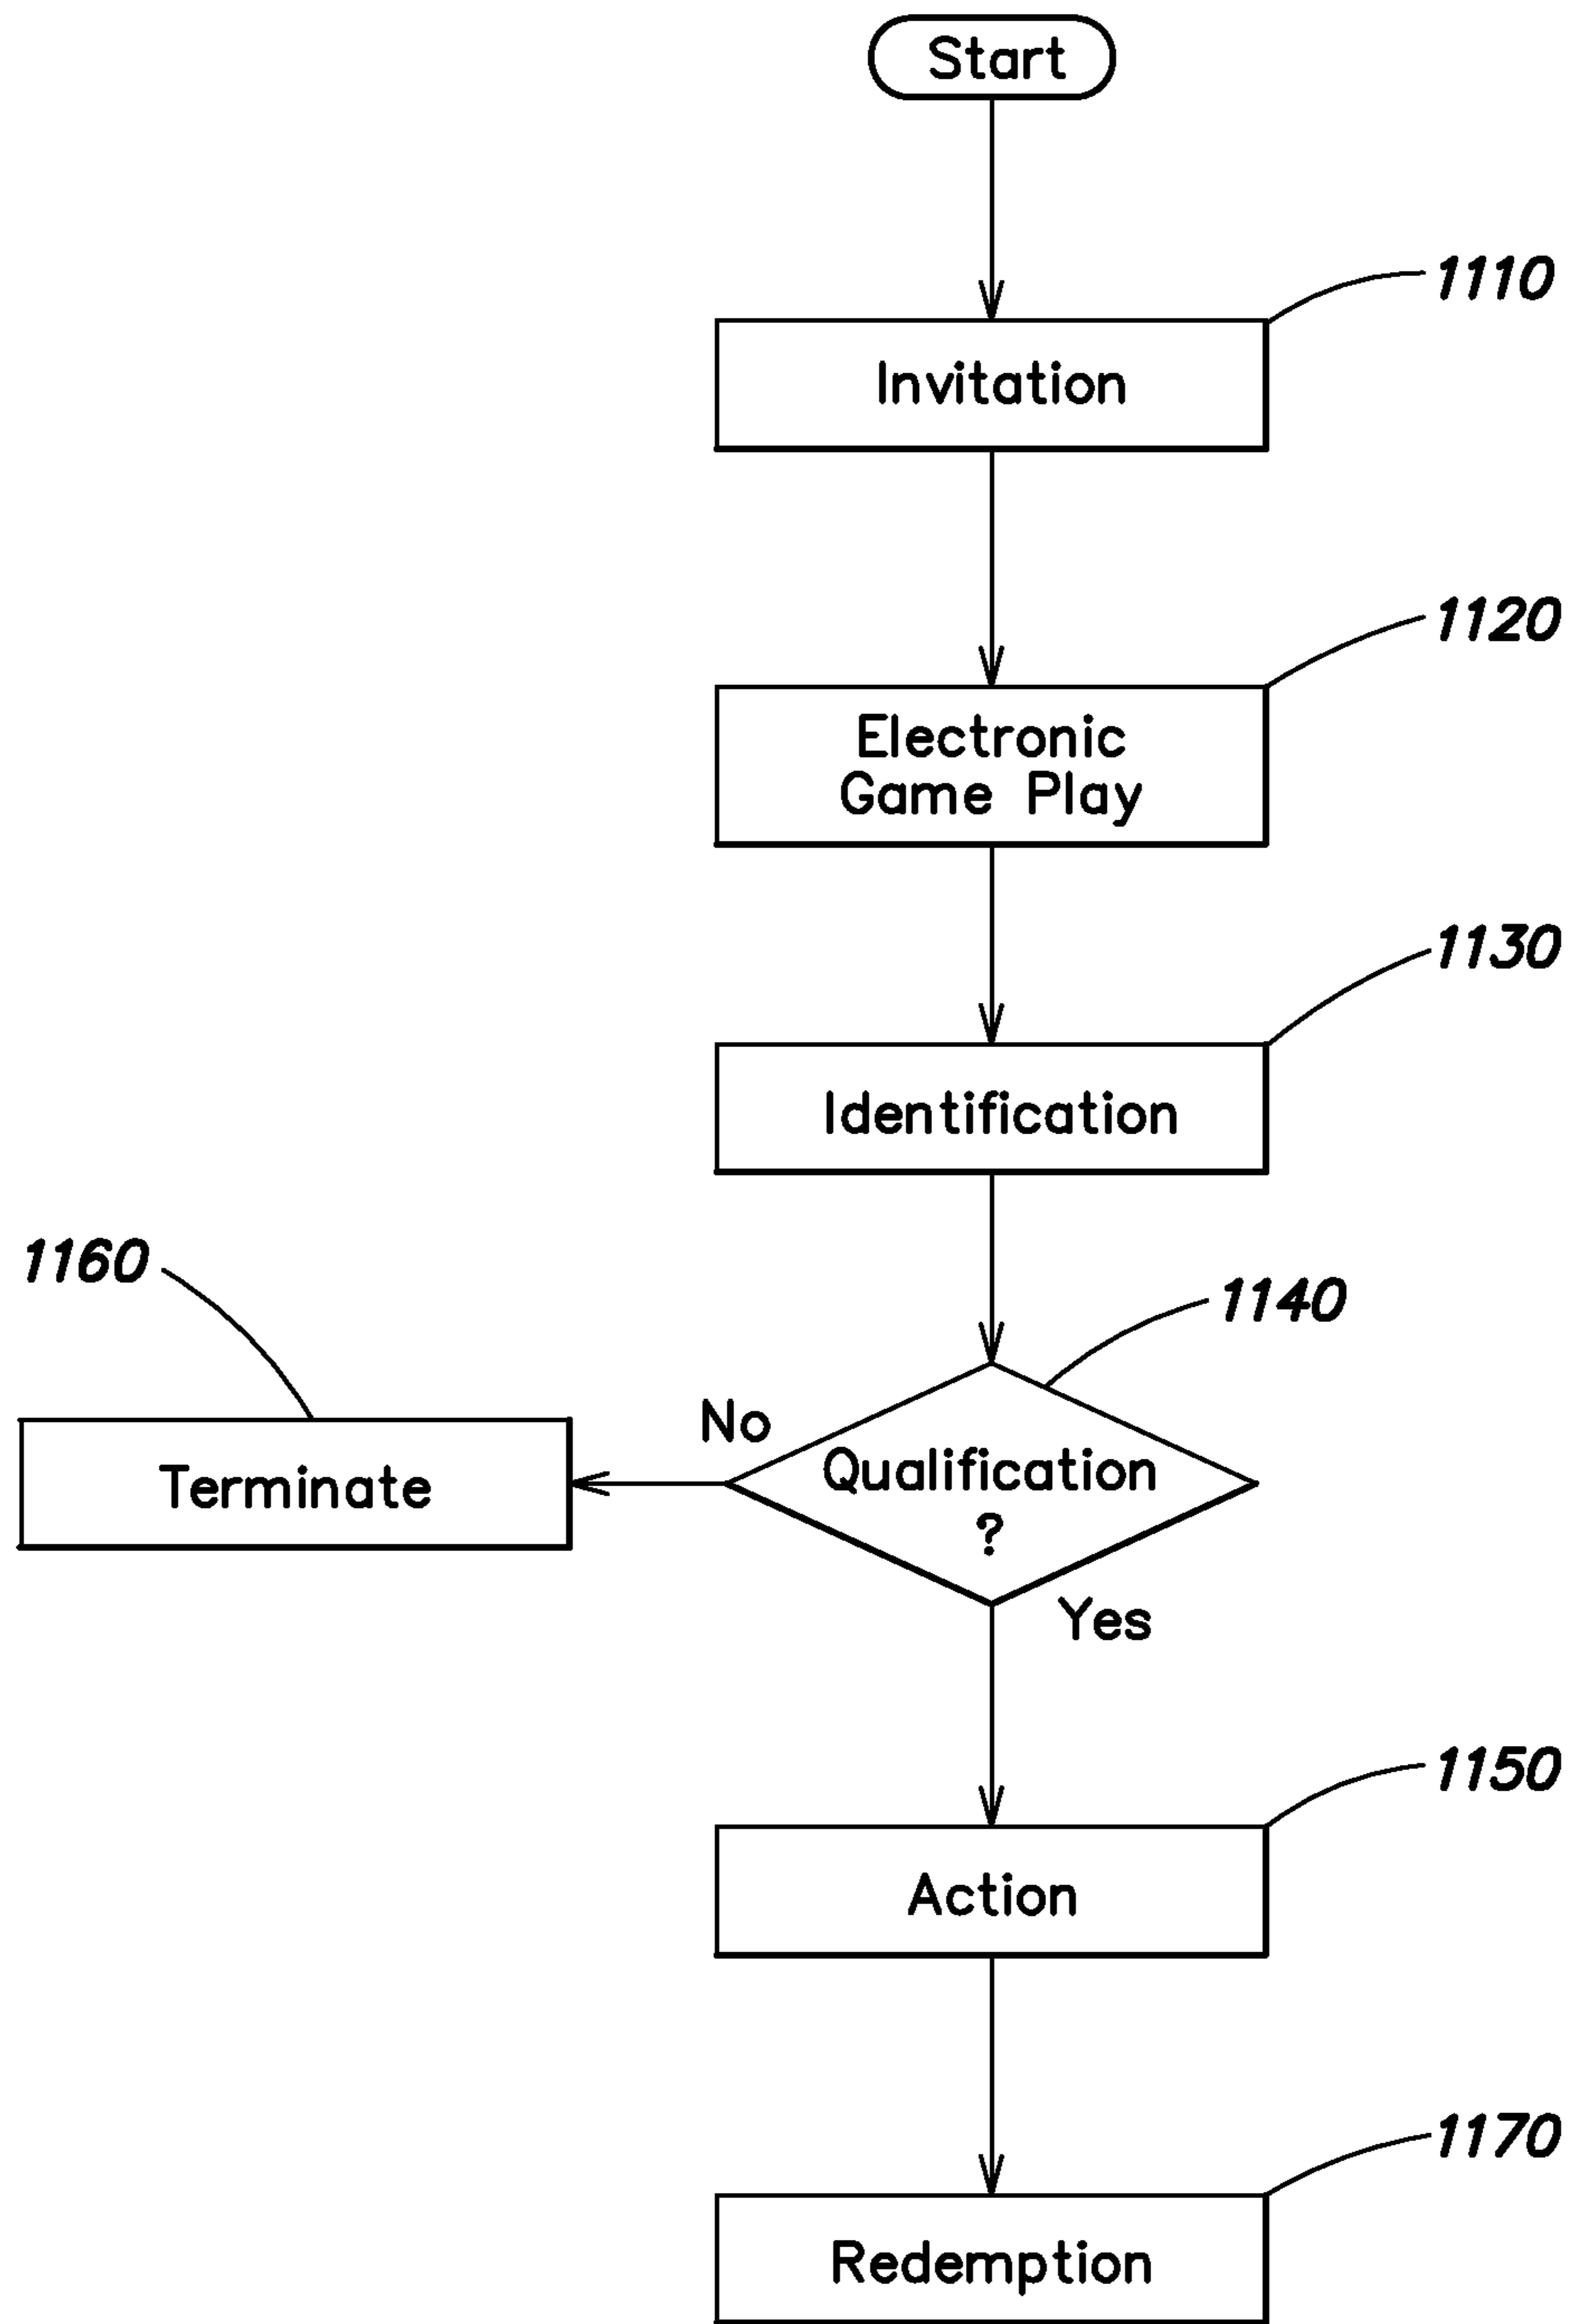 Start
1110
Invitation
1120
Electronic
Game Play
1130
Identification
1160
1140
No
Terminate
Qualification
?
Yes
1150
Action
1170
Redemption